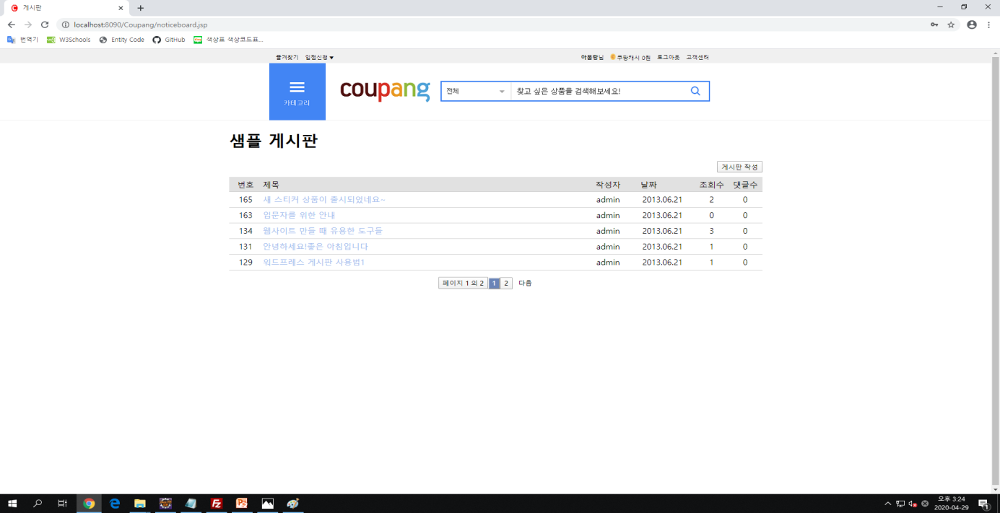 게시판
localhost:8090/Coupang/noticeboard.jsp
번역기 W3Schools Entity Code GitHub 색상표 색상코드표...
즐겨찾기 입점신청 ▼ 아물랑님 쿠팡캐시 0원 로그아웃 고객센터
카테고리
coupang
전체 찾고 싶은 상품을 검색해보세요!
샘플 게시판
게시판 작성
번호 제목 작성자 날짜 조회수 댓글수
165 새 스티커 상품이 출시되었네요~ admin 2013.06.21 2 0
163 입문자를 위한 안내 admin 2013.06.21 0 0
134 웹사이트 만들 때 유용한 도구들 admin 2013.06.21 3 0
131 안녕하세요!좋은 아침입니다 admin 2013.06.21 1 0
129 워드프레스 게시판 사용법1 admin 2013.06.21 1 0
페이지 1 의 2 1 2 다음
오후 3:24
2020-04-29
1